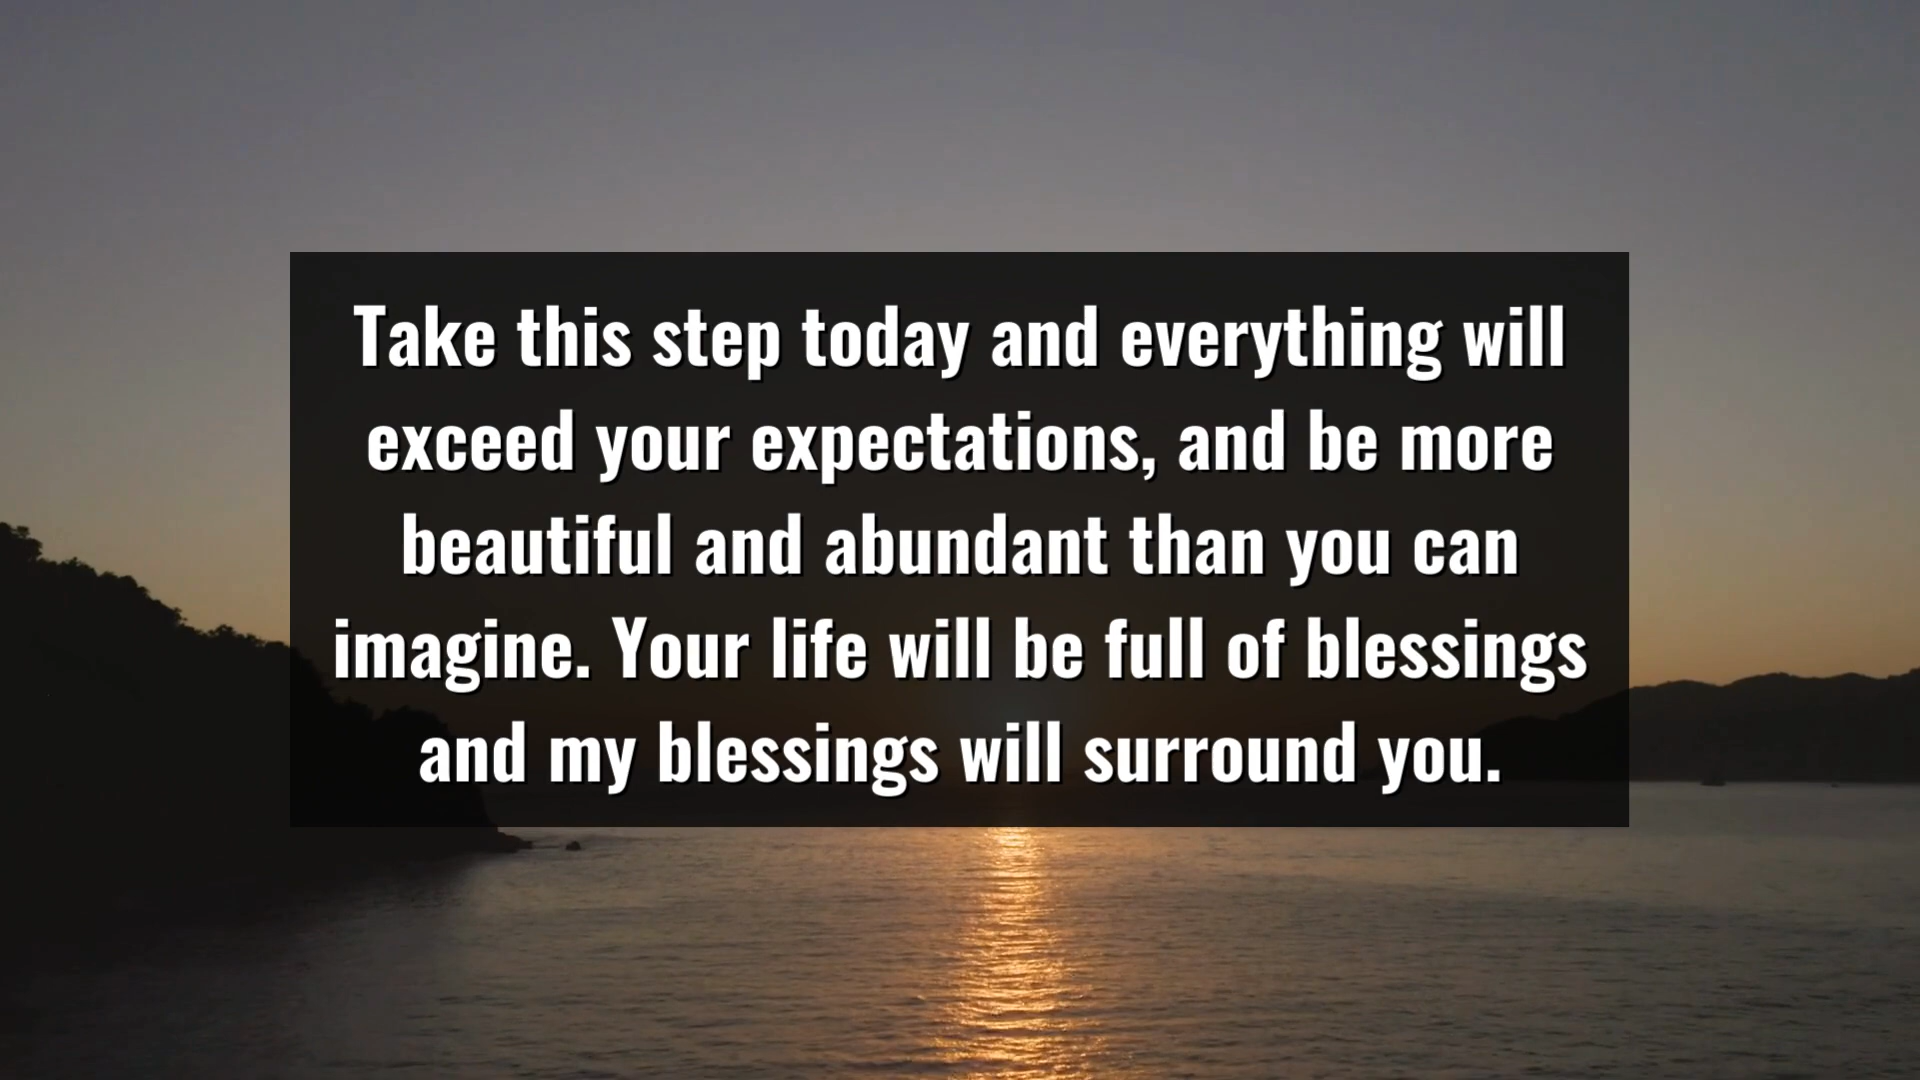 Take this step today and everything will
exceed your expectations, and be more
beautiful and abundant than you can
imagine. Your life will be full of blessings
and my blessings will surround you.